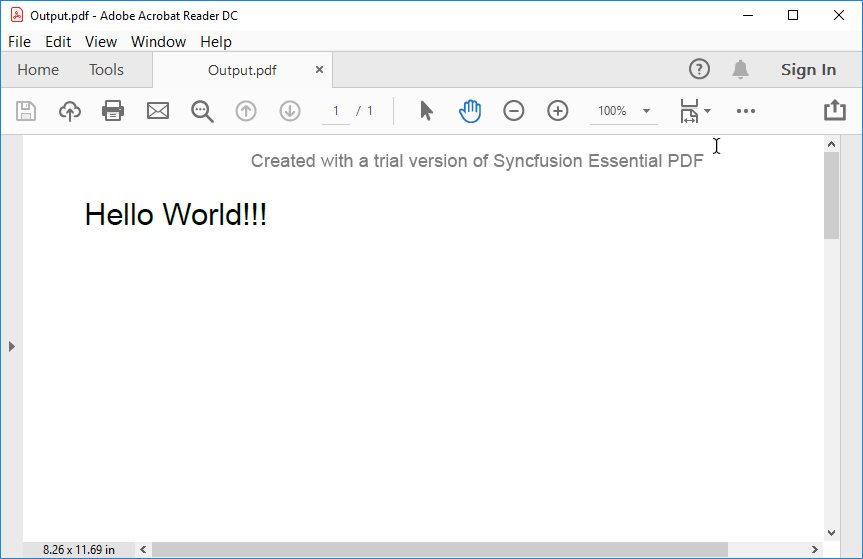 Output.pdf - Adobe Acrobat Reader DC
File Edit View Window Help
Home Tools Output.pdf × Sign In
1 / 1 100%
Created with a trial version of Syncfusion Essential PDF
Hello World!!!
8.26 x 11.69 in